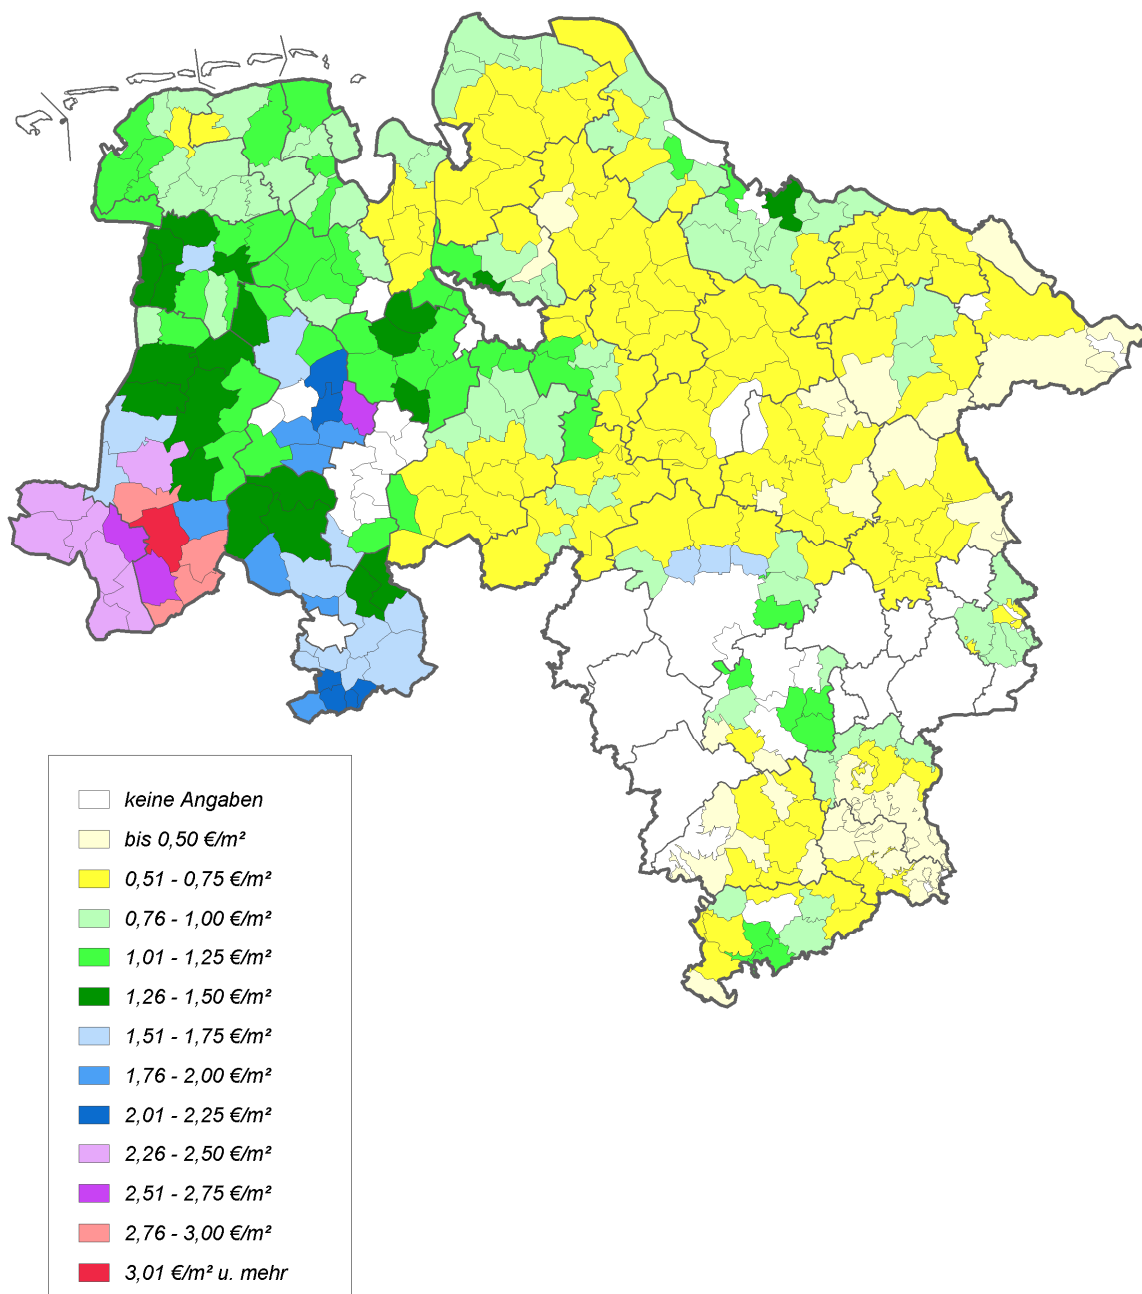 keine Angaben
bis 0,50 €/m²
0,51 - 0,75 €/m²
0,76 - 1,00 €/m²
1,01 - 1,25 €/m²
1,26 - 1,50 €/m²
1,51 - 1,75 €/m²
1,76 - 2,00 €/m²
2,01 - 2,25 €/m²
2,26 - 2,50 €/m²
2,51 - 2,75 €/m²
2,76 - 3,00 €/m²
3,01 €/m² u. mehr